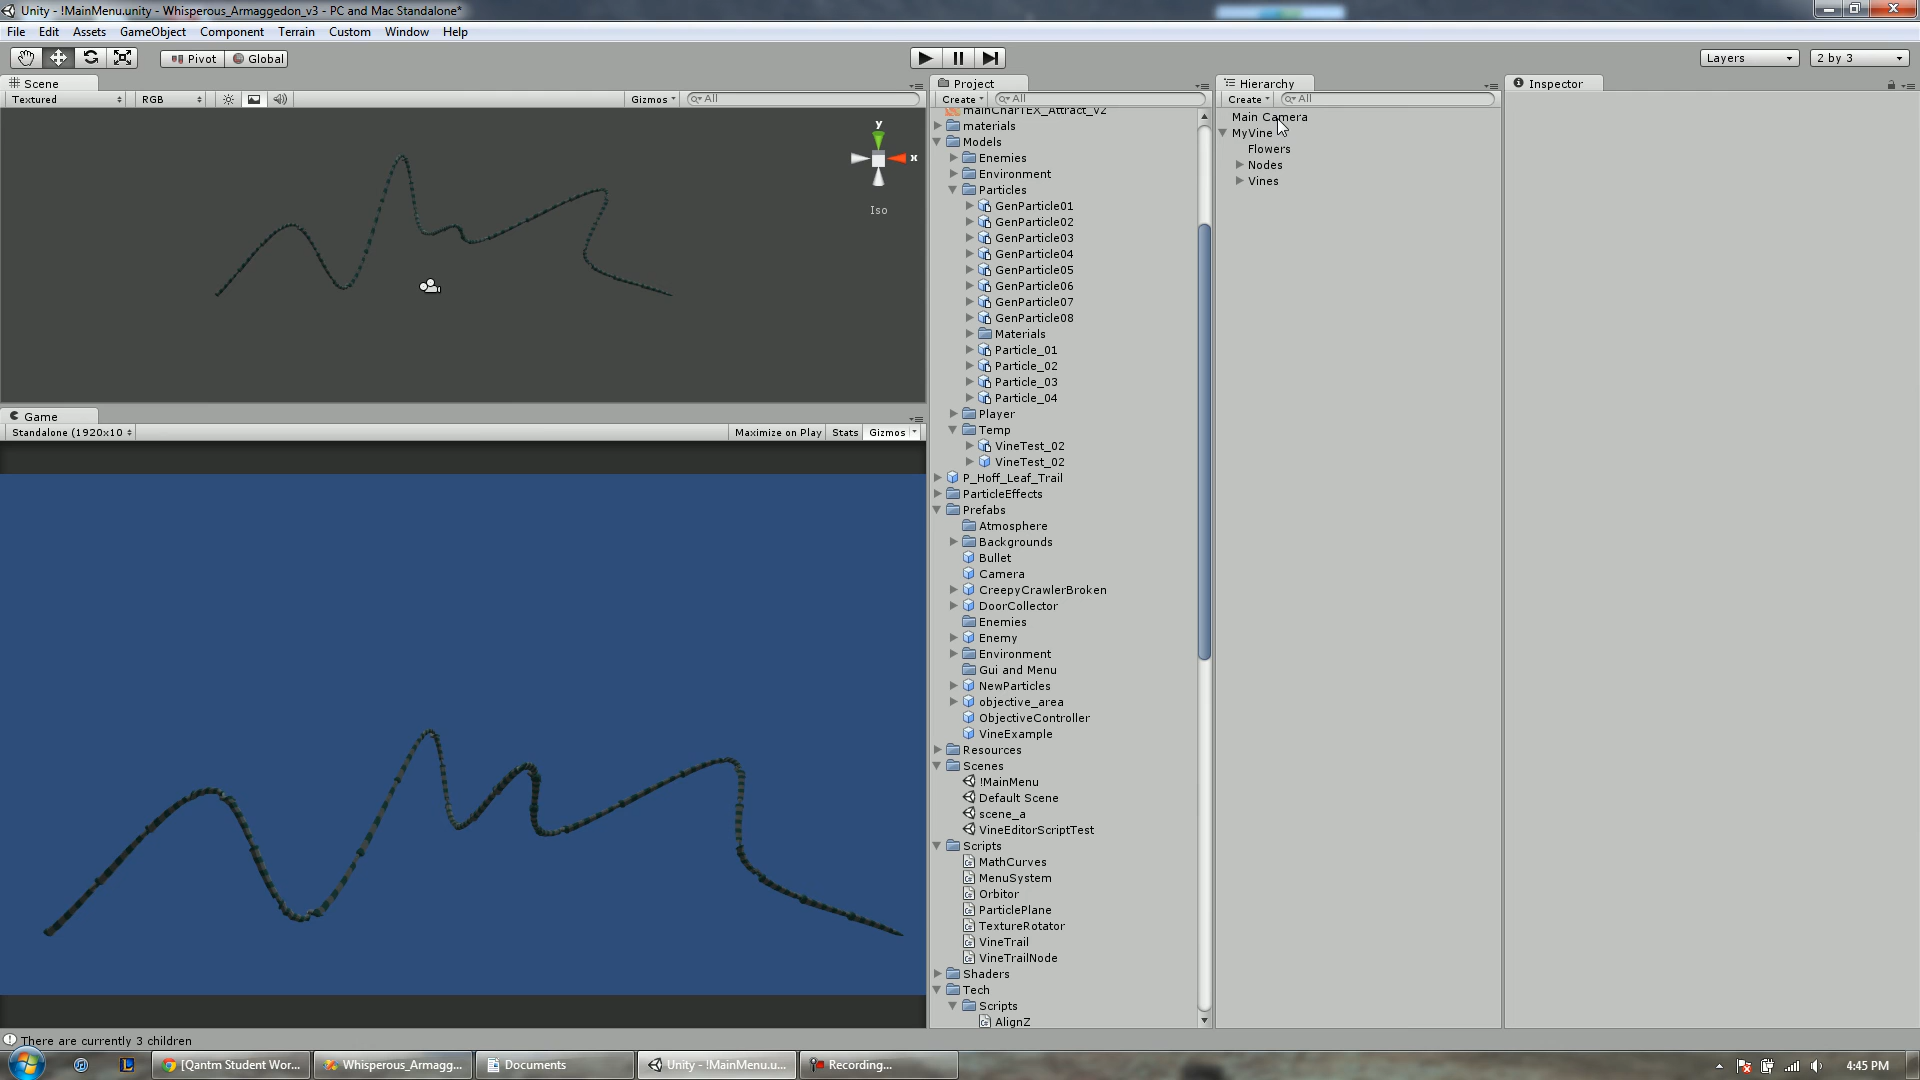 Unity - !MainMenu.unity - Whisperous_Armaggedon_v3 - PC and Mac Standalone*
File Edit Assets GameObject Component Terrain Custom Window Help
Pivot Global Layers 2 by 3
Scene
Textured RGB Gizmos All
y
x
Iso
Game
Standalone (1920x10 Maximize on Play Stats Gizmos
Project
Create All
mainCharTEX_Attract_v2
materials
Models
Enemies
Environment
Particles
GenParticle01
GenParticle02
GenParticle03
GenParticle04
GenParticle05
GenParticle06
GenParticle07
GenParticle08
Materials
Particle_01
Particle_02
Particle_03
Particle_04
Player
Temp
VineTest_02
VineTest_02
P_Hoff_Leaf_Trail
ParticleEffects
Prefabs
Atmosphere
Backgrounds
Bullet
Camera
CreepyCrawlerBroken
DoorCollector
Enemies
Enemy
Environment
Gui and Menu
NewParticles
objective_area
ObjectiveController
VineExample
Resources
Scenes
!MainMenu
Default Scene
scene_a
VineEditorScriptTest
Scripts
MathCurves
MenuSystem
Orbitor
ParticlePlane
TextureRotator
VineTrail
VineTrailNode
Shaders
Tech
Scripts
AlignZ
Hierarchy
Create All
Main Camera
MyVine
Flowers
Nodes
Vines
Inspector
There are currently 3 children
[Qantm Student Wor... Whisperous_Armagg... Documents Unity - !MainMenu.u... Recording... 4:45 PM